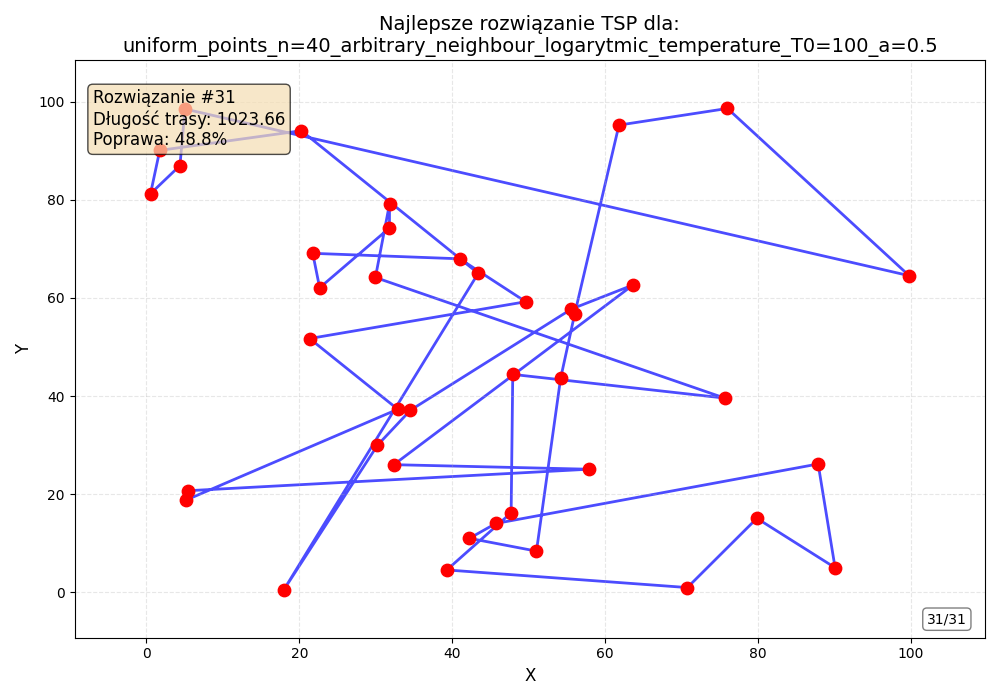 Najlepsze rozwiązanie TSP dla:
uniform_points_n=40_arbitrary_neighbour_logarytmic_temperature_T0=100_a=0.5
Rozwiązanie #31
Długość trasy: 1023.66
Poprawa: 48.8%
Y
100
80
60
40
20
0
0 20 40 60 80 100
X
31/31